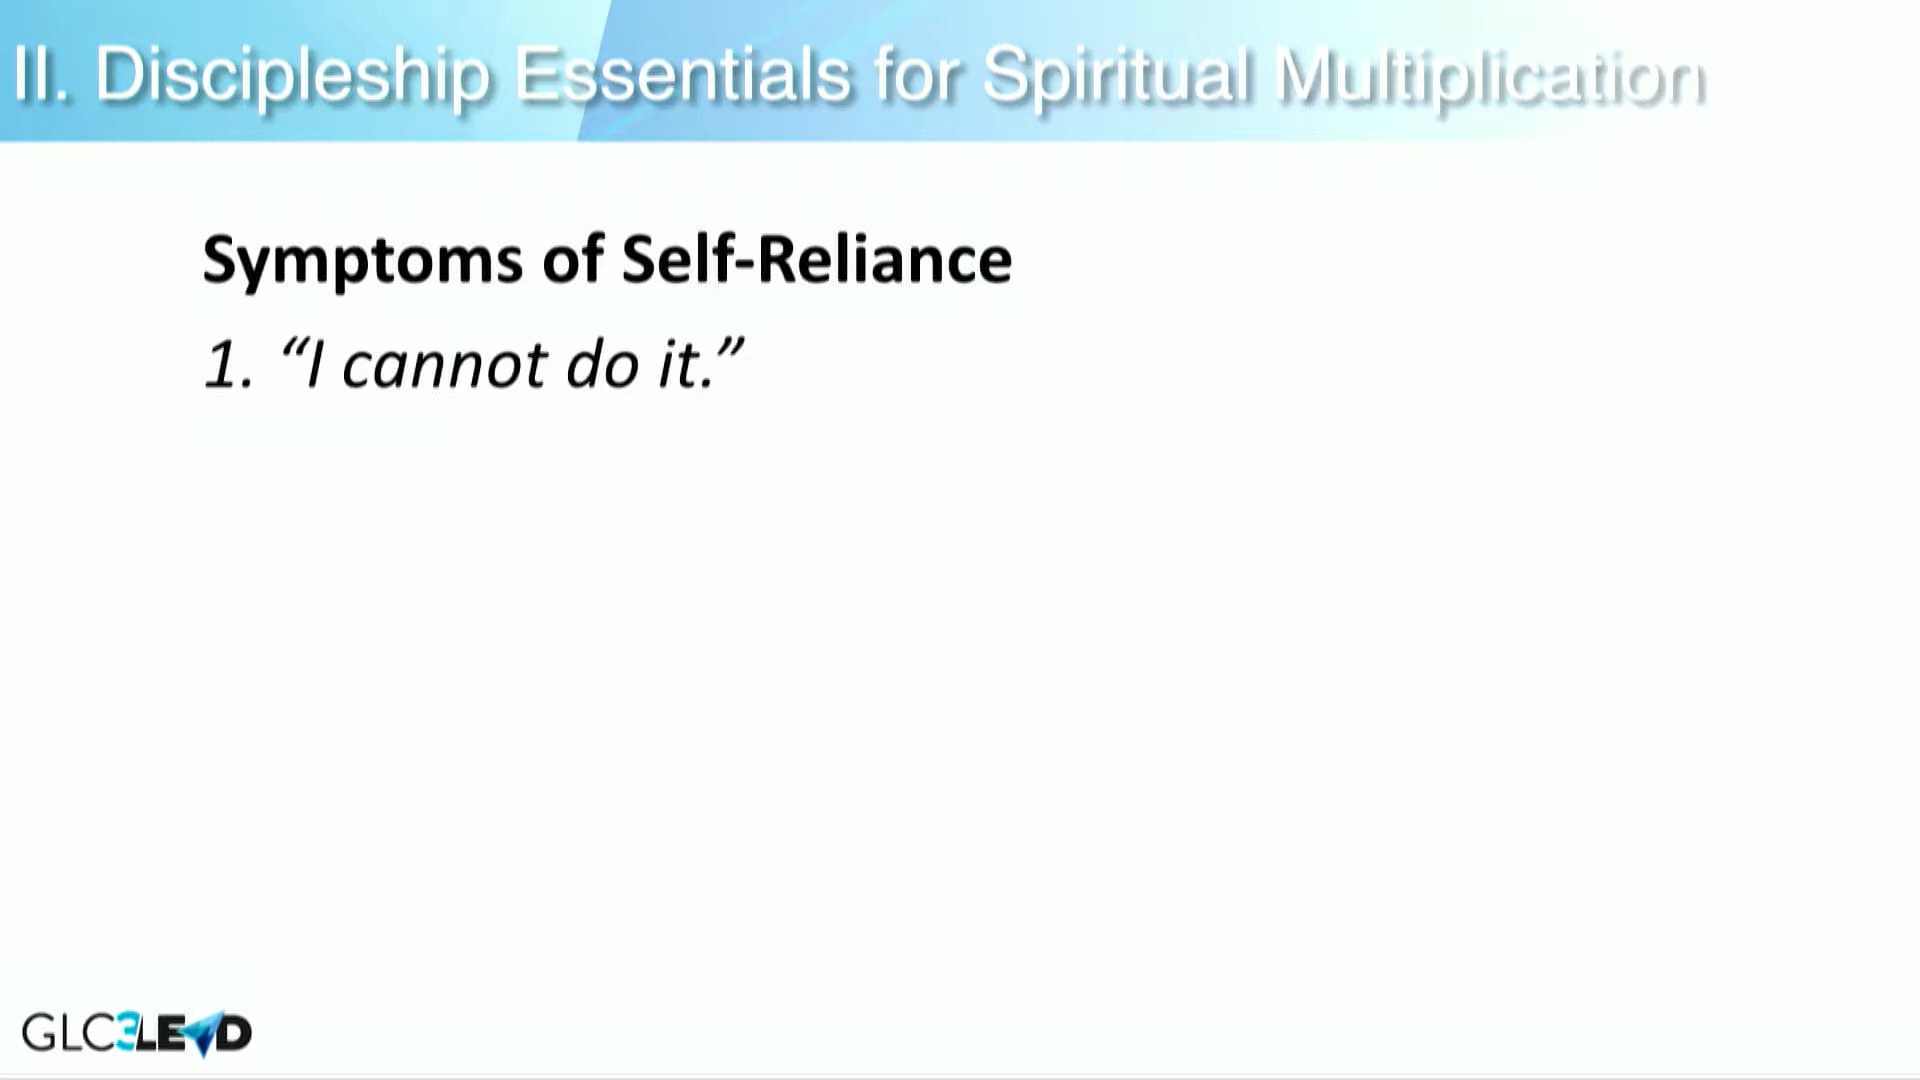 II. Discipleship Essentials for Spiritual Multiplication
Symptoms of Self-Reliance
1. “I cannot do it.”
GLC3LEAD